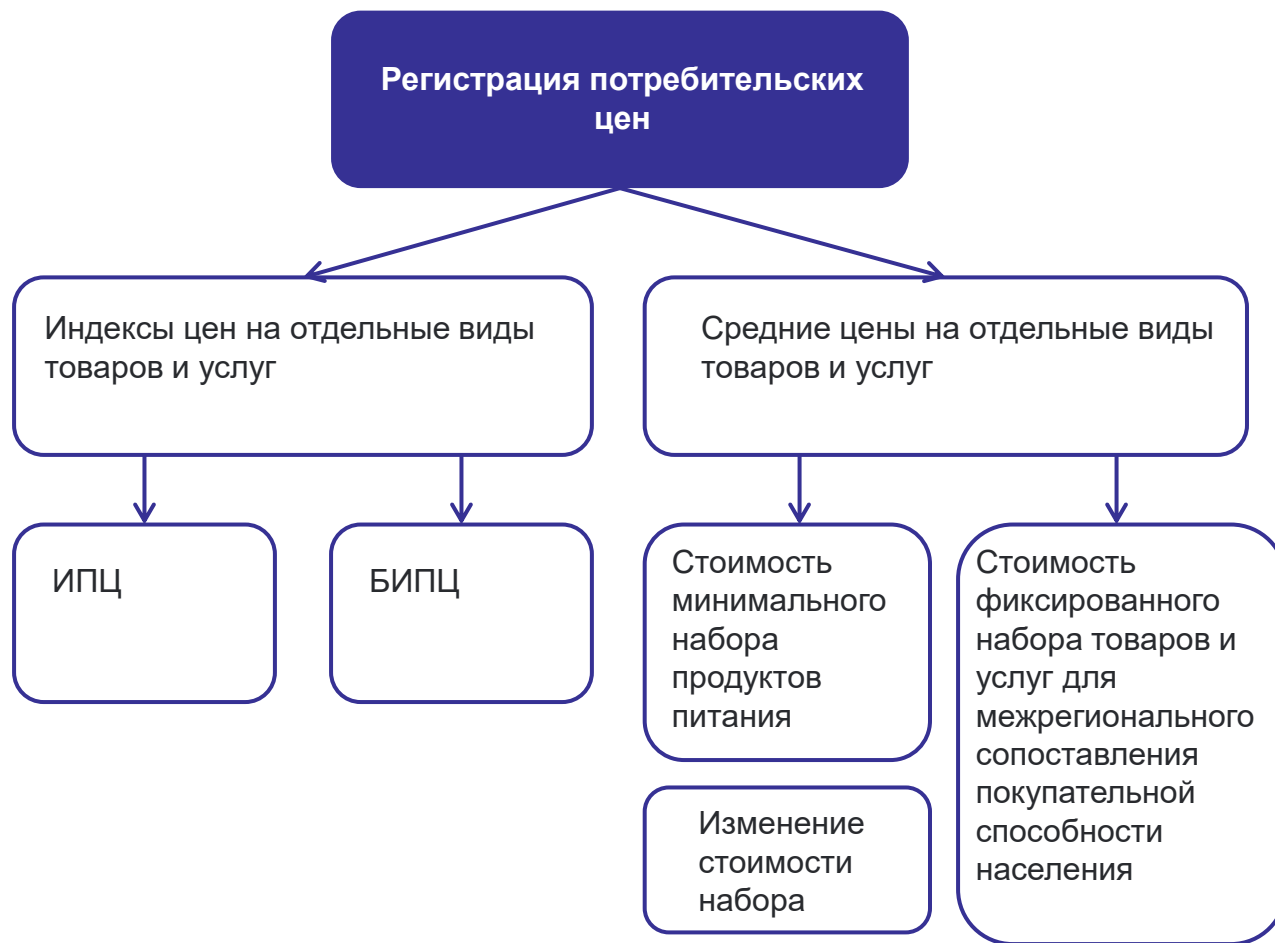 Регистрация потребительских
цен
Индексы цен на отдельные виды
товаров и услуг
Средние цены на отдельные виды
товаров и услуг
ИПЦ
БИПЦ
Стоимость
минимального
набора
продуктов
питания
Стоимость
фиксированного
набора товаров и
услуг для
межрегионального
сопоставления
покупательной
способности
населения
Изменение
стоимости
набора